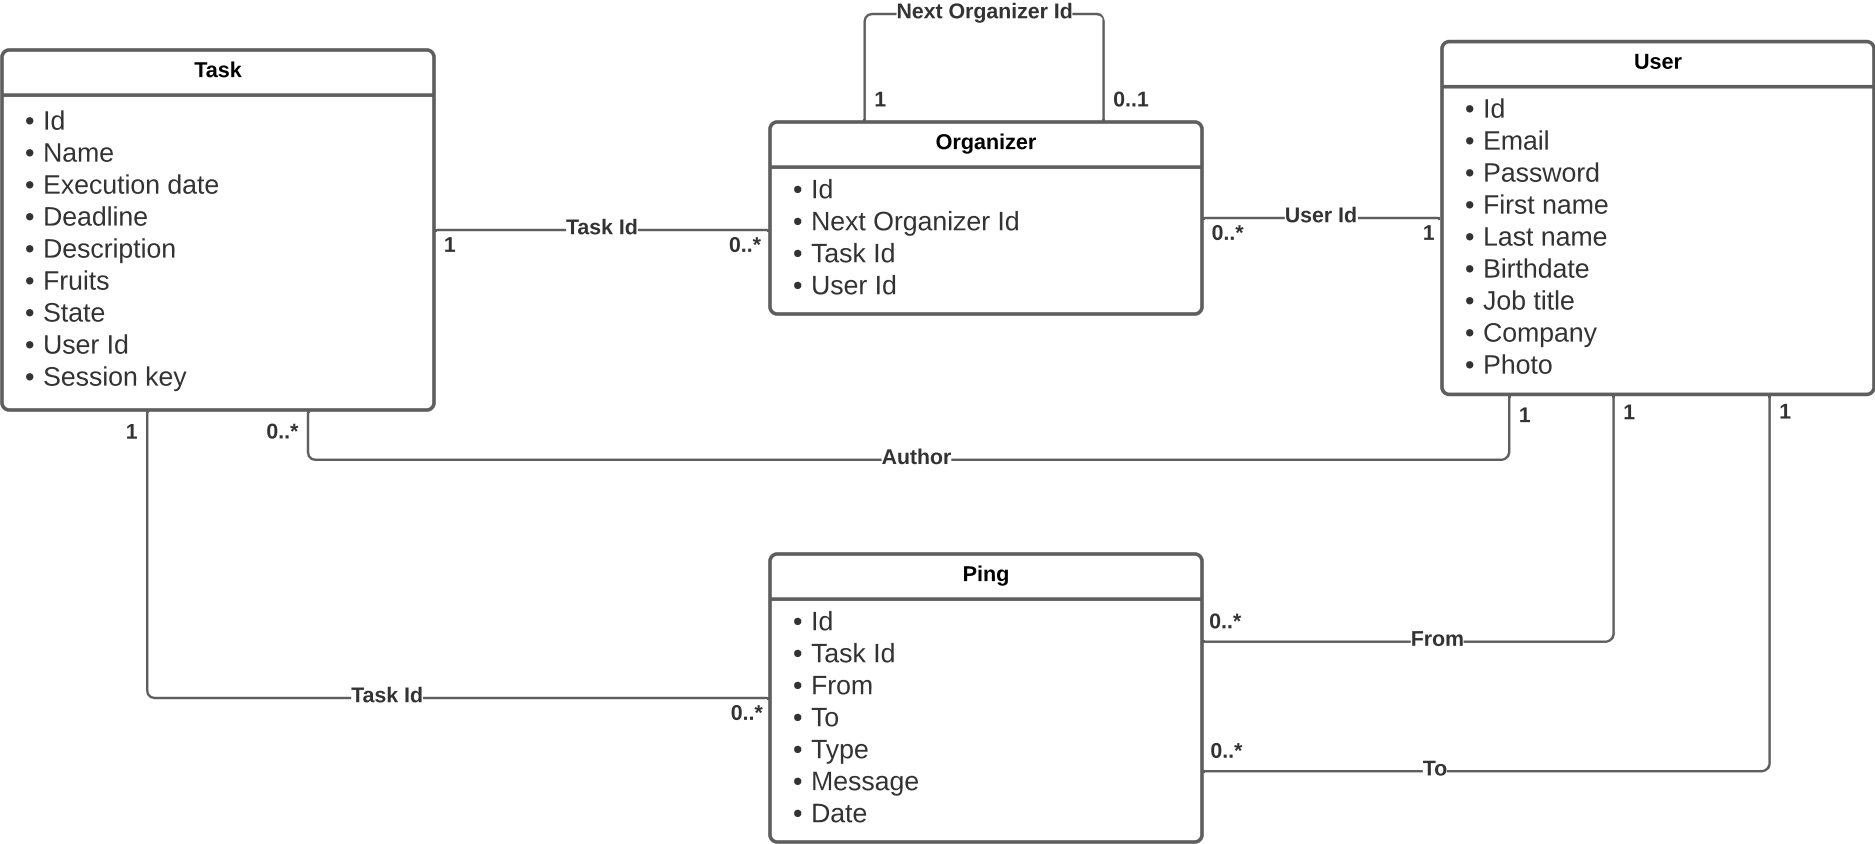 Next Organizer Id
1
0..1
Task
• Id
• Name
• Execution date
• Deadline
• Description
• Fruits
• State
• User Id
• Session key
Task Id
1
0..*
Organizer
• Id
• Next Organizer Id
• Task Id
• User Id
User Id
0..*
1
User
• Id
• Email
• Password
• First name
• Last name
• Birthdate
• Job title
• Company
• Photo
1
0..*
Author
1
1
1
Ping
• Id
• Task Id
• From
• To
• Type
• Message
• Date
Task Id
0..*
0..*
From
0..*
To